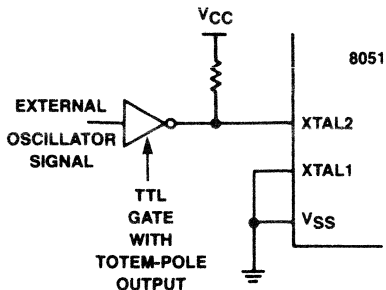 VCC
8051
EXTERNAL
OSCILLATOR
SIGNAL
XTAL2
XTAL1
VSS
TTL
GATE
WITH
TOTEM-POLE
OUTPUT